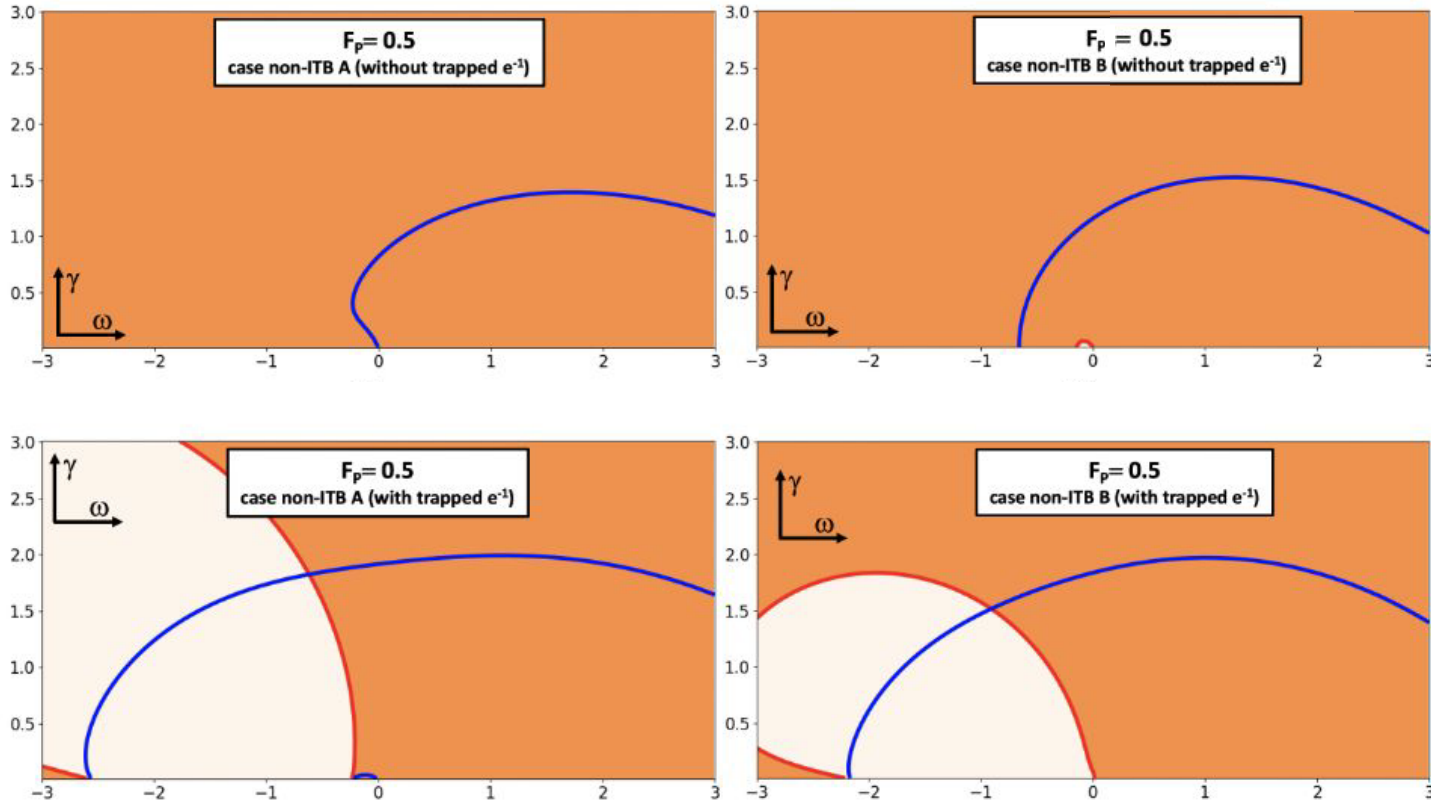 3.0
2.5
2.0
1.5
1.0
0.5
−3 −2 −1 0 1 2 3
Fₚ= 0.5
case non-ITB A (without trapped e⁻¹)
γ
ω
3.0
2.5
2.0
1.5
1.0
0.5
−3 −2 −1 0 1 2 3
Fₚ = 0.5
case non-ITB B (without trapped e⁻¹)
γ
ω
3.0
2.5
2.0
1.5
1.0
0.5
−3 −2 −1 0 1 2 3
Fₚ= 0.5
case non-ITB A (with trapped e⁻¹)
γ
ω
3.0
2.5
2.0
1.5
1.0
0.5
−3 −2 −1 0 1 2 3
Fₚ= 0.5
case non-ITB B (with trapped e⁻¹)
γ
ω